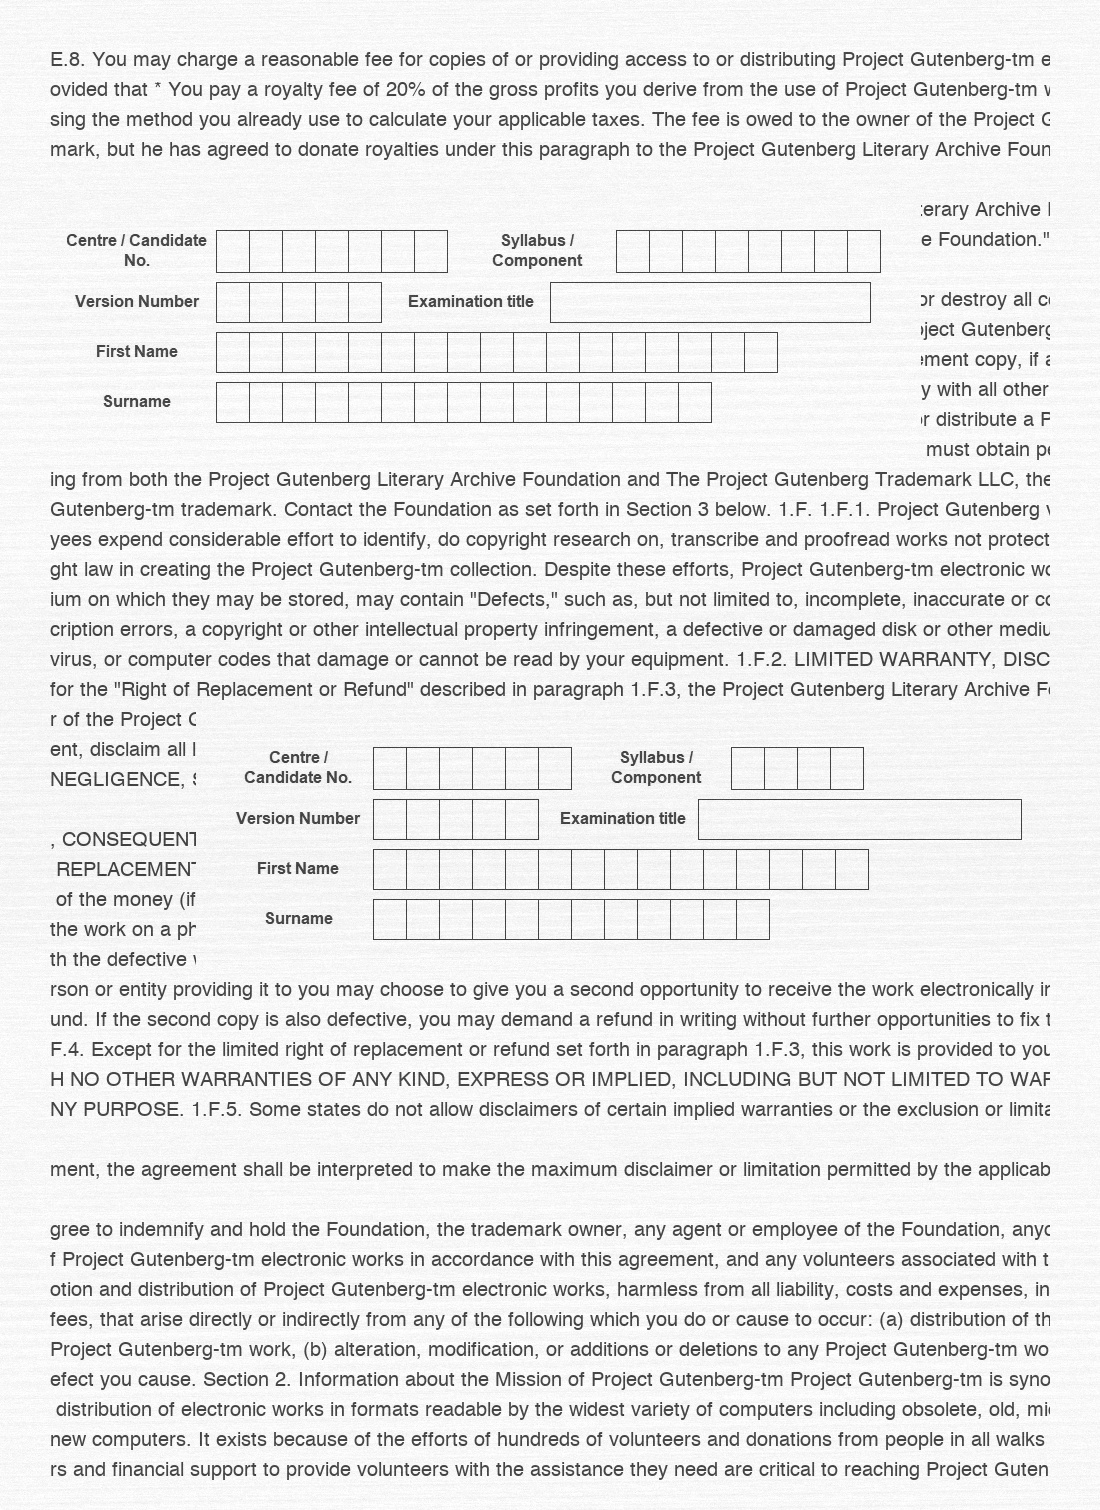 E.8. You may charge a reasonable fee for copies of or providing access to or distributing Project Gutenberg-tm e
ovided that * You pay a royalty fee of 20% of the gross profits you derive from the use of Project Gutenberg-tm w
sing the method you already use to calculate your applicable taxes. The fee is owed to the owner of the Project G
mark, but he has agreed to donate royalties under this paragraph to the Project Gutenberg Literary Archive Foun
terary Archive
e Foundation."
Centre / Candidate No.
Syllabus / Component
Version Number
Examination title
First Name
Surname
or destroy all co
oject Gutenberg
ement copy, if a
y with all other
or distribute a P
must obtain pe
ing from both the Project Gutenberg Literary Archive Foundation and The Project Gutenberg Trademark LLC, the
Gutenberg-tm trademark. Contact the Foundation as set forth in Section 3 below. 1.F. 1.F.1. Project Gutenberg v
yees expend considerable effort to identify, do copyright research on, transcribe and proofread works not protect
ght law in creating the Project Gutenberg-tm collection. Despite these efforts, Project Gutenberg-tm electronic wo
ium on which they may be stored, may contain "Defects," such as, but not limited to, incomplete, inaccurate or co
cription errors, a copyright or other intellectual property infringement, a defective or damaged disk or other mediu
virus, or computer codes that damage or cannot be read by your equipment. 1.F.2. LIMITED WARRANTY, DISC
for the "Right of Replacement or Refund" described in paragraph 1.F.3, the Project Gutenberg Literary Archive Fo
r of the Project G
ent, disclaim all l
NEGLIGENCE, S
, CONSEQUENT
REPLACEMENT
of the money (if
the work on a ph
th the defective w
Centre / Candidate No.
Syllabus / Component
Version Number
Examination title
First Name
Surname
rson or entity providing it to you may choose to give you a second opportunity to receive the work electronically in
und. If the second copy is also defective, you may demand a refund in writing without further opportunities to fix t
F.4. Except for the limited right of replacement or refund set forth in paragraph 1.F.3, this work is provided to you
H NO OTHER WARRANTIES OF ANY KIND, EXPRESS OR IMPLIED, INCLUDING BUT NOT LIMITED TO WAR
NY PURPOSE. 1.F.5. Some states do not allow disclaimers of certain implied warranties or the exclusion or limita
ment, the agreement shall be interpreted to make the maximum disclaimer or limitation permitted by the applicab
gree to indemnify and hold the Foundation, the trademark owner, any agent or employee of the Foundation, anyo
f Project Gutenberg-tm electronic works in accordance with this agreement, and any volunteers associated with t
otion and distribution of Project Gutenberg-tm electronic works, harmless from all liability, costs and expenses, in
fees, that arise directly or indirectly from any of the following which you do or cause to occur: (a) distribution of th
Project Gutenberg-tm work, (b) alteration, modification, or additions or deletions to any Project Gutenberg-tm wo
efect you cause. Section 2. Information about the Mission of Project Gutenberg-tm Project Gutenberg-tm is syno
distribution of electronic works in formats readable by the widest variety of computers including obsolete, old, mi
new computers. It exists because of the efforts of hundreds of volunteers and donations from people in all walks
rs and financial support to provide volunteers with the assistance they need are critical to reaching Project Guten